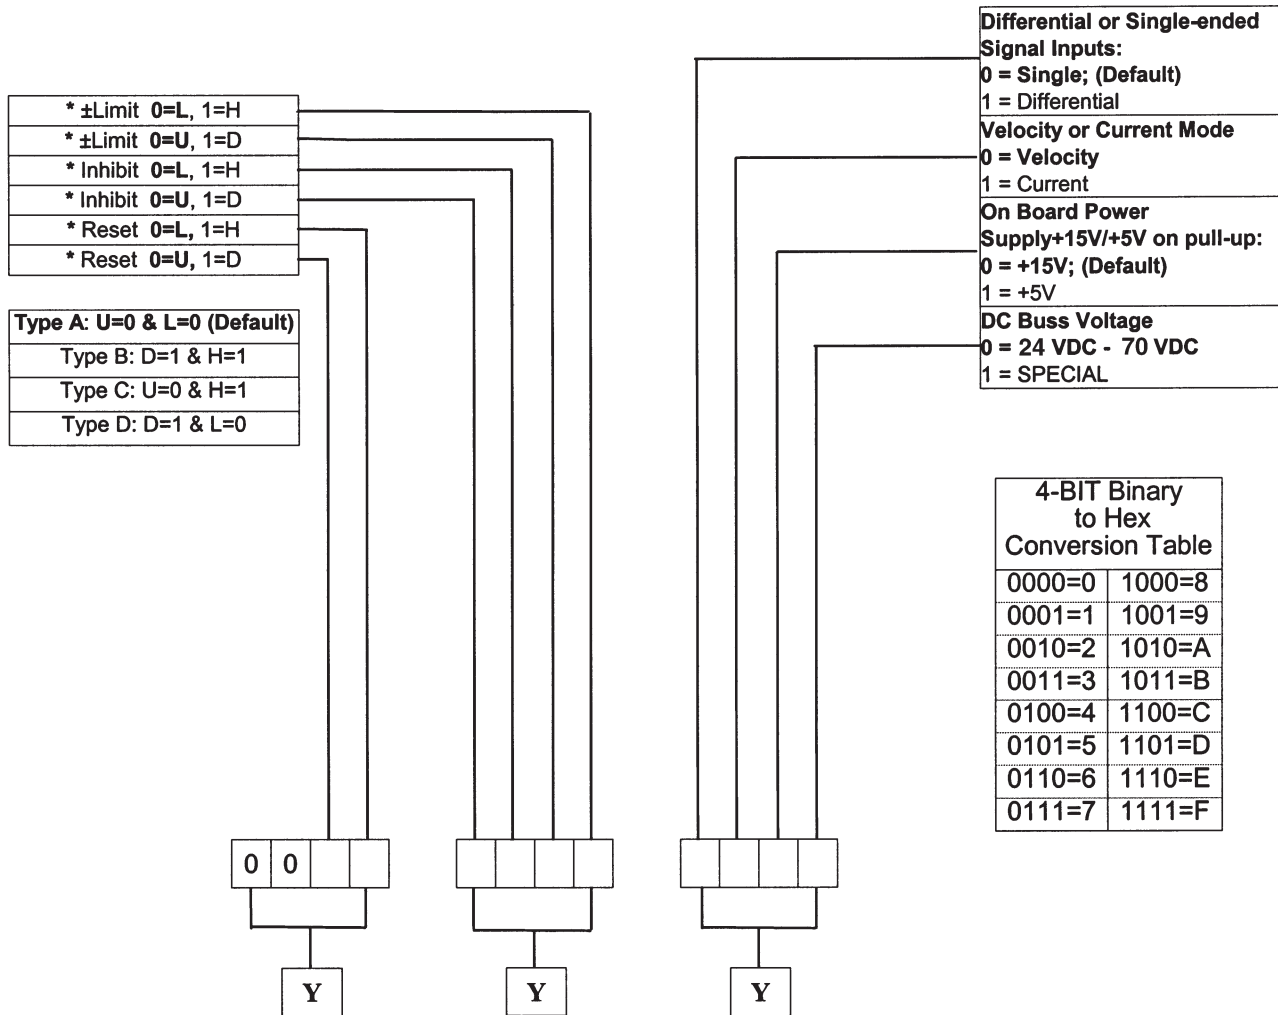 * ±Limit 0=L, 1=H
* ±Limit 0=U, 1=D
* Inhibit 0=L, 1=H
* Inhibit 0=U, 1=D
* Reset 0=L, 1=H
* Reset 0=U, 1=D
Type A: U=0 & L=0 (Default)
Type B: D=1 & H=1
Type C: U=0 & H=1
Type D: D=1 & L=0
Differential or Single-ended
Signal Inputs:
0 = Single; (Default)
1 = Differential
Velocity or Current Mode
0 = Velocity
1 = Current
On Board Power
Supply+15V/+5V on pull-up:
0 = +15V; (Default)
1 = +5V
DC Buss Voltage
0 = 24 VDC - 70 VDC
1 = SPECIAL
4-BIT Binary
to Hex
Conversion Table
0000=0 1000=8
0001=1 1001=9
0010=2 1010=A
0011=3 1011=B
0100=4 1100=C
0101=5 1101=D
0110=6 1110=E
0111=7 1111=F
0 0
Y Y Y